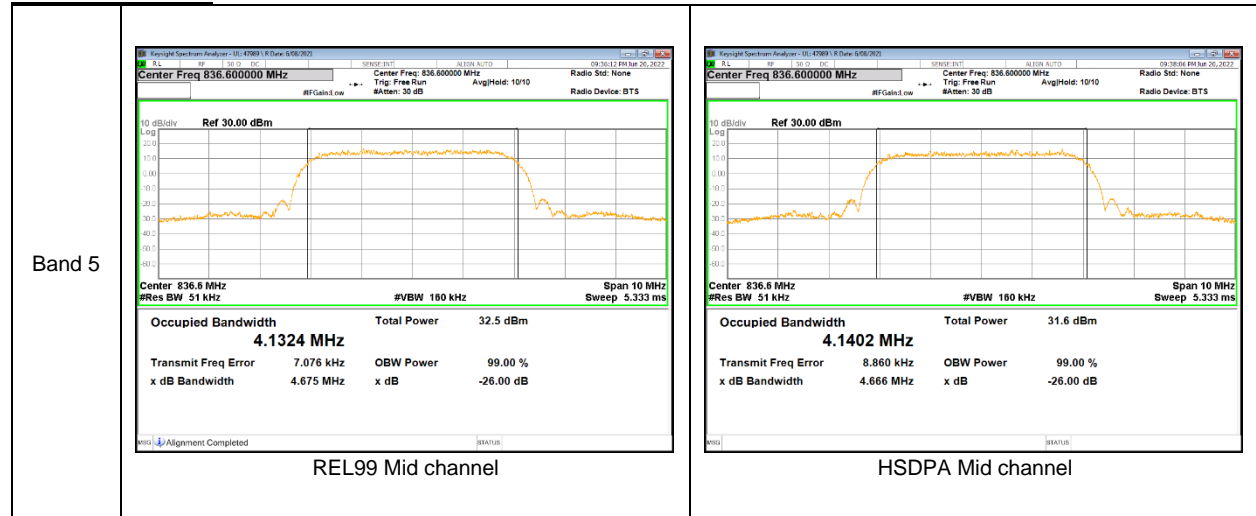 Band 5
Keysight Spectrum Analyzer - UL: 47989 \ R Date: 6/08/2021
RL RF 50 Ω DC SENSE:INT ALIGN AUTO 09:36:12 PM Jun 20, 2022
Center Freq 836.600000 MHz Center Freq: 836.600000 MHz Radio Std: None
Trig: Free Run Avg|Hold: 10/10
#IFGain:Low #Atten: 30 dB Radio Device: BTS
10 dB/div Ref 30.00 dBm
Log
20.0
10.0
0.00
-10.0
-20.0
-30.0
-40.0
-50.0
-60.0
Center 836.6 MHz Span 10 MHz
#Res BW 51 kHz #VBW 160 kHz Sweep 5.333 ms
Occupied Bandwidth Total Power 32.5 dBm
4.1324 MHz
Transmit Freq Error 7.076 kHz OBW Power 99.00 %
x dB Bandwidth 4.675 MHz x dB -26.00 dB
MSG Alignment Completed STATUS
REL99 Mid channel
Keysight Spectrum Analyzer - UL: 47989 \ R Date: 6/08/2021
RL RF 50 Ω DC SENSE:INT ALIGN AUTO 09:38:06 PM Jun 20, 2022
Center Freq 836.600000 MHz Center Freq: 836.600000 MHz Radio Std: None
Trig: Free Run Avg|Hold: 10/10
#IFGain:Low #Atten: 30 dB Radio Device: BTS
10 dB/div Ref 30.00 dBm
Log
20.0
10.0
0.00
-10.0
-20.0
-30.0
-40.0
-50.0
-60.0
Center 836.6 MHz Span 10 MHz
#Res BW 51 kHz #VBW 160 kHz Sweep 5.333 ms
Occupied Bandwidth Total Power 31.6 dBm
4.1402 MHz
Transmit Freq Error 8.860 kHz OBW Power 99.00 %
x dB Bandwidth 4.666 MHz x dB -26.00 dB
MSG STATUS
HSDPA Mid channel